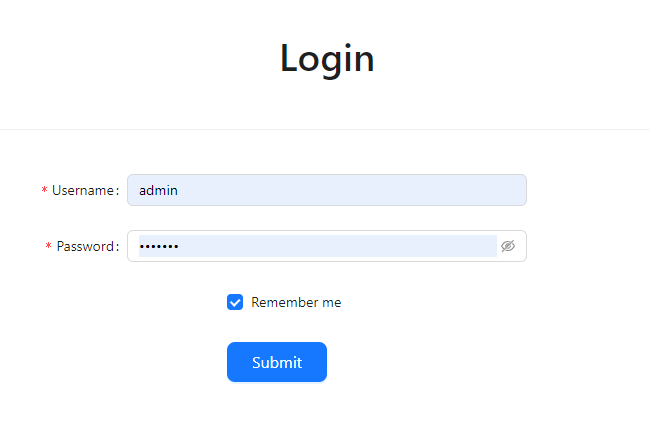 Login
* Username:
admin
* Password:
•••••••
Remember me
Submit